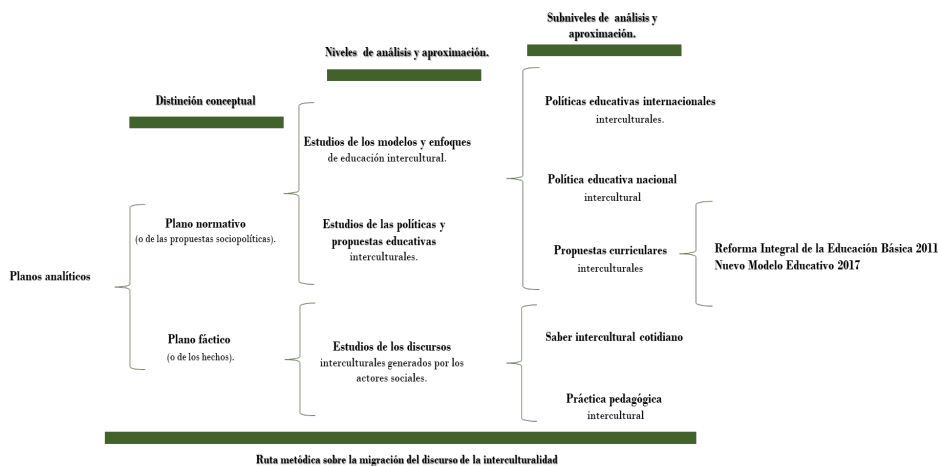 Subniveles de análisis y
aproximación.
Niveles de análisis y aproximación.
Distinción conceptual
Políticas educativas internacionales
interculturales.
Estudios de los modelos y enfoques
de educación intercultural.
Política educativa nacional
intercultural
Plano normativo
(o de las propuestas sociopolíticas).
Estudios de las políticas y
propuestas educativas
interculturales.
Propuestas curriculares
interculturales
Reforma Integral de la Educación Básica 2011
Nuevo Modelo Educativo 2017
Planos analíticos
Plano fáctico
(o de los hechos).
Estudios de los discursos
interculturales generados por los
actores sociales.
Saber intercultural cotidiano
Práctica pedagógica
intercultural
Ruta metódica sobre la migración del discurso de la interculturalidad